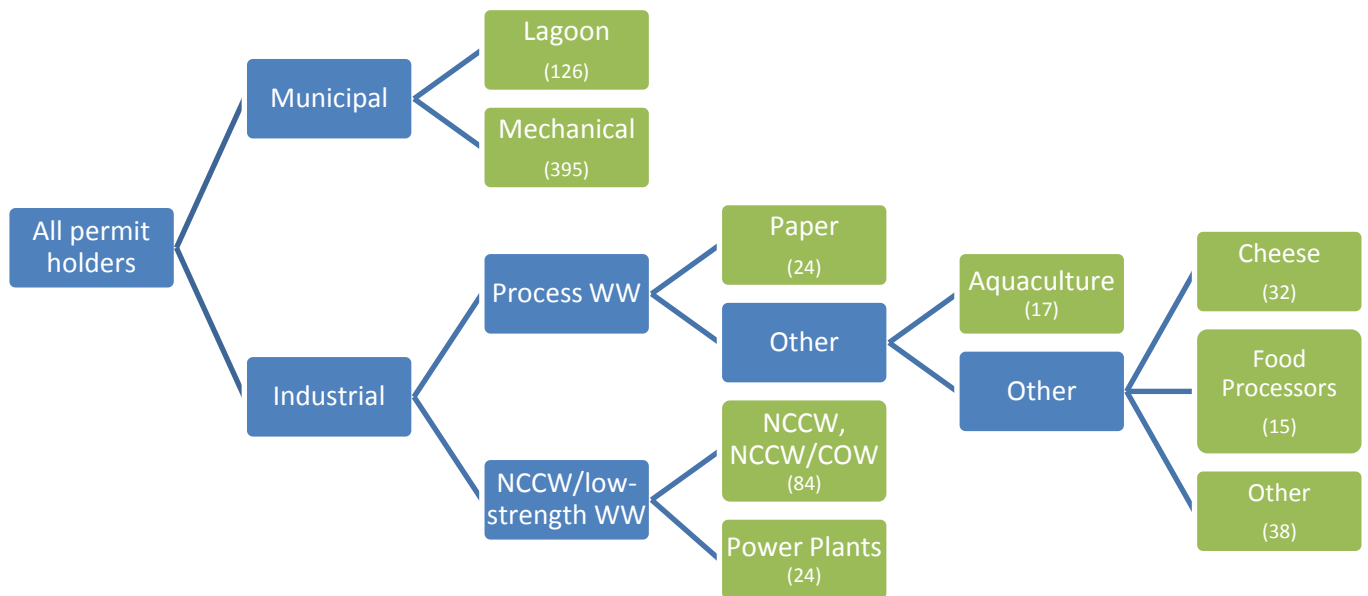 All permit
holders
Municipal
Industrial
Lagoon
(126)
Mechanical
(395)
Process WW
NCCW/low-
strength WW
Paper
(24)
Other
NCCW,
NCCW/COW
(84)
Power Plants
(24)
Aquaculture
(17)
Other
Cheese
(32)
Food
Processors
(15)
Other
(38)